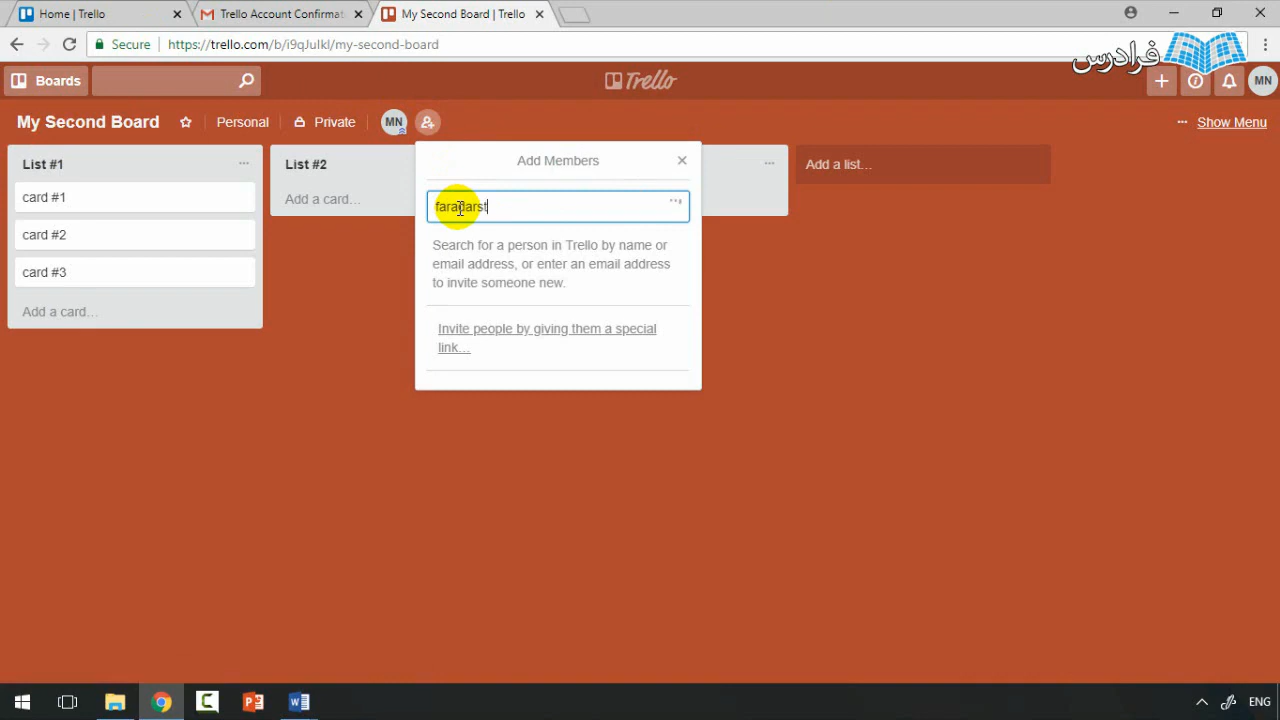 Home | Trello
Trello Account Confirmat
My Second Board | Trello
Secure
https://trello.com/b/i9qJulkI/my-second-board
فرادرس
Boards
Trello
MN
My Second Board
Personal
Private
MN
Show Menu
List #1
card #1
card #2
card #3
Add a card...
List #2
Add a card...
Add a list...
Add Members
faradarst
Search for a person in Trello by name or
email address, or enter an email address
to invite someone new.
Invite people by giving them a special
link...
ENG